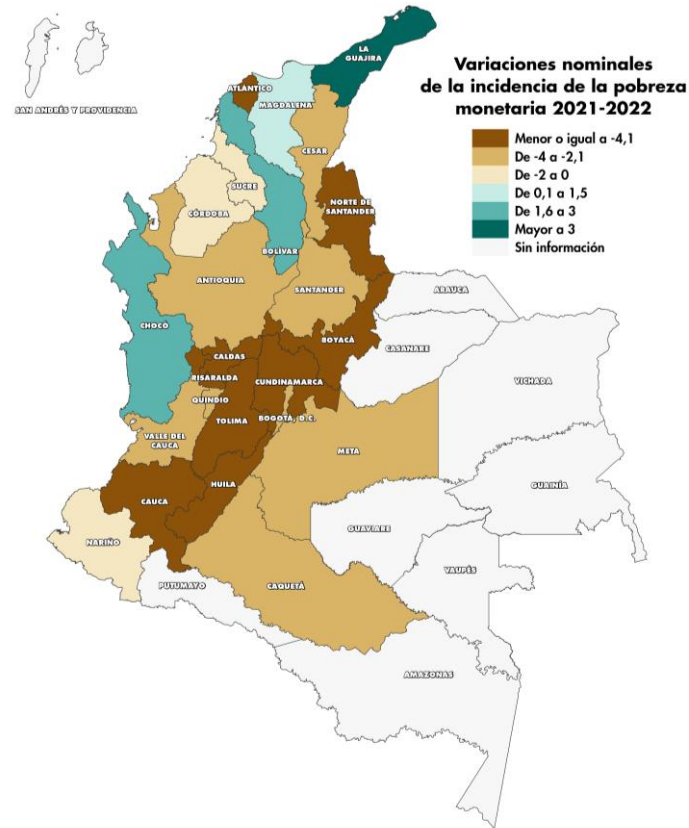 Variaciones nominales
de la incidencia de la pobreza
monetaria 2021-2022
Menor o igual a -4,1
De -4 a -2,1
De -2 a 0
De 0,1 a 1,5
De 1,6 a 3
Mayor a 3
Sin información
SAN ANDRÉS Y PROVIDENCIA
LA
GUAJIRA
ATLÁNTICO
MAGDALENA
CESAR
SUCRE
CÓRDOBA
NORTE DE
SANTANDER
BOLÍVAR
ANTIOQUIA
SANTANDER
ARAUCA
CHOCÓ
BOYACÁ
CASANARE
CALDAS
RISARALDA
CUNDINAMARCA
VICHADA
QUINDIO
BOGOTÁ, D.C.
TOLIMA
VALLE DEL
CAUCA
META
HUILA
CAUCA
GUAINÍA
GUAVIARE
NARIÑO
VAUPÉS
PUTUMAYO
CAQUETÁ
AMAZONAS